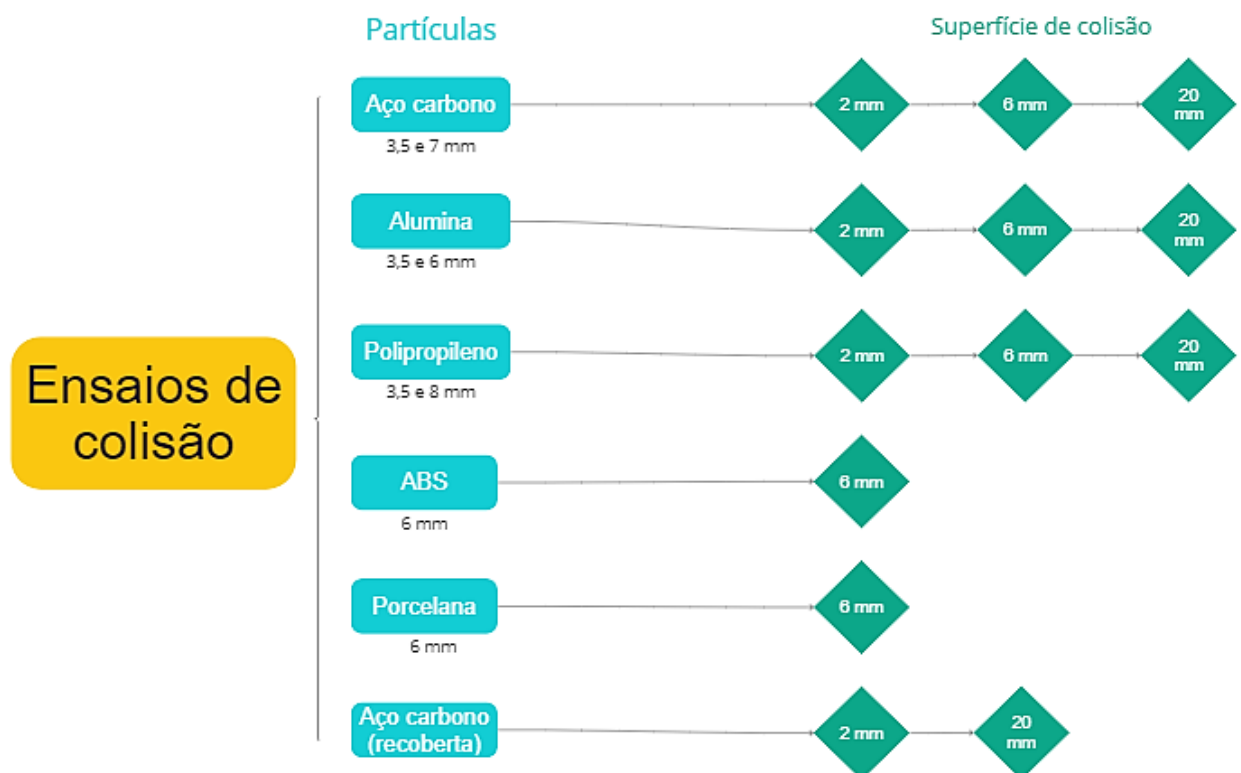 Partículas
Superfície de colisão
Aço carbono
3,5 e 7 mm
2 mm
6 mm
20
mm
Alumina
3,5 e 6 mm
2 mm
6 mm
20
mm
Polipropileno
3,5 e 8 mm
2 mm
6 mm
20
mm
Ensaios de
colisão
ABS
6 mm
6 mm
Porcelana
6 mm
6 mm
Aço carbono
(recoberta)
2 mm
20
mm